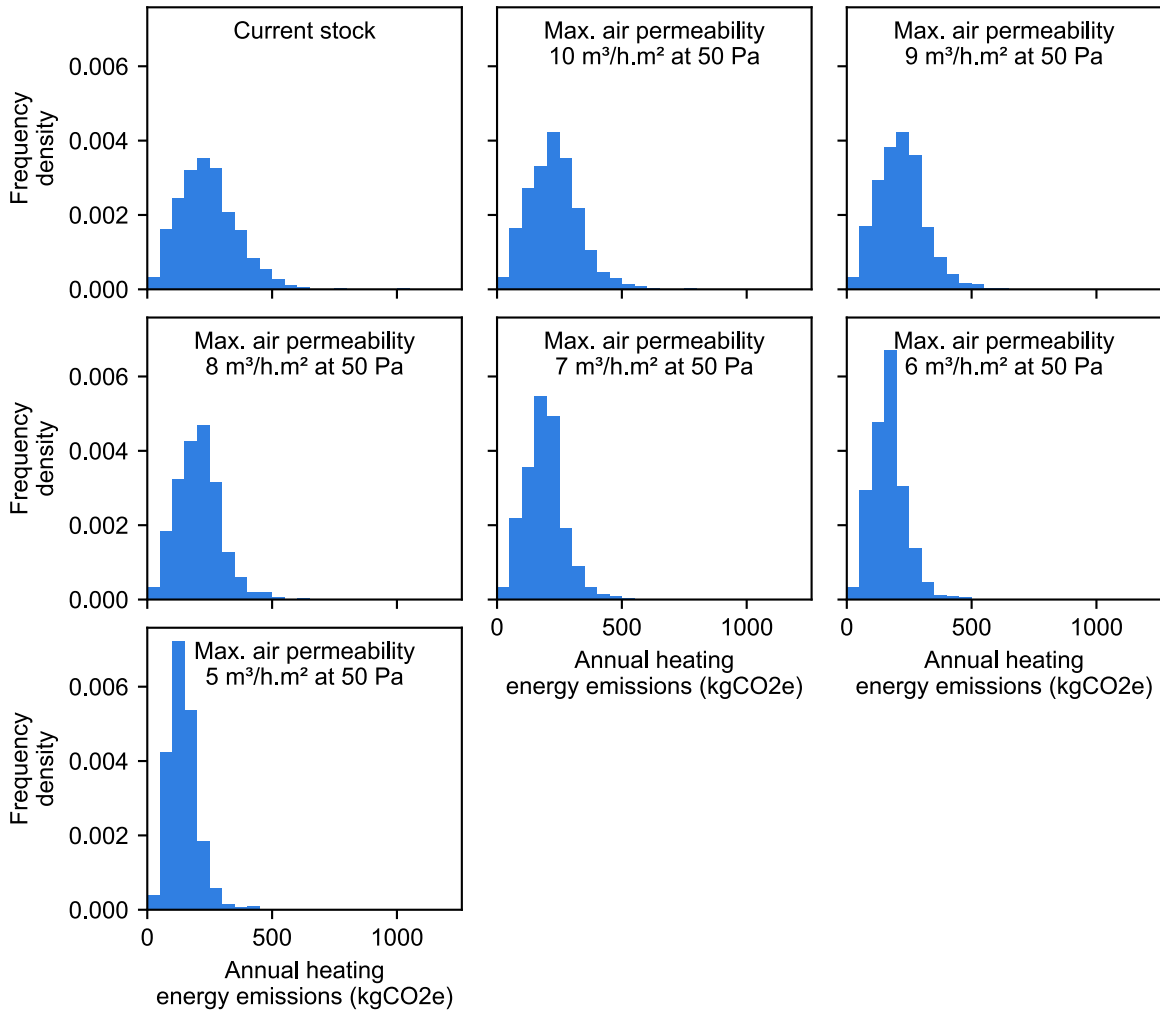 Current stock
Max. air permeability
10 m³/h.m² at 50 Pa
Max. air permeability
9 m³/h.m² at 50 Pa
Frequency
density
0.006
0.004
0.002
0.000
Max. air permeability
8 m³/h.m² at 50 Pa
Max. air permeability
7 m³/h.m² at 50 Pa
Max. air permeability
6 m³/h.m² at 50 Pa
Frequency
density
0.006
0.004
0.002
0.000
0 500 1000
Annual heating
energy emissions (kgCO2e)
0 500 1000
Annual heating
energy emissions (kgCO2e)
Max. air permeability
5 m³/h.m² at 50 Pa
Frequency
density
0.006
0.004
0.002
0.000
0 500 1000
Annual heating
energy emissions (kgCO2e)